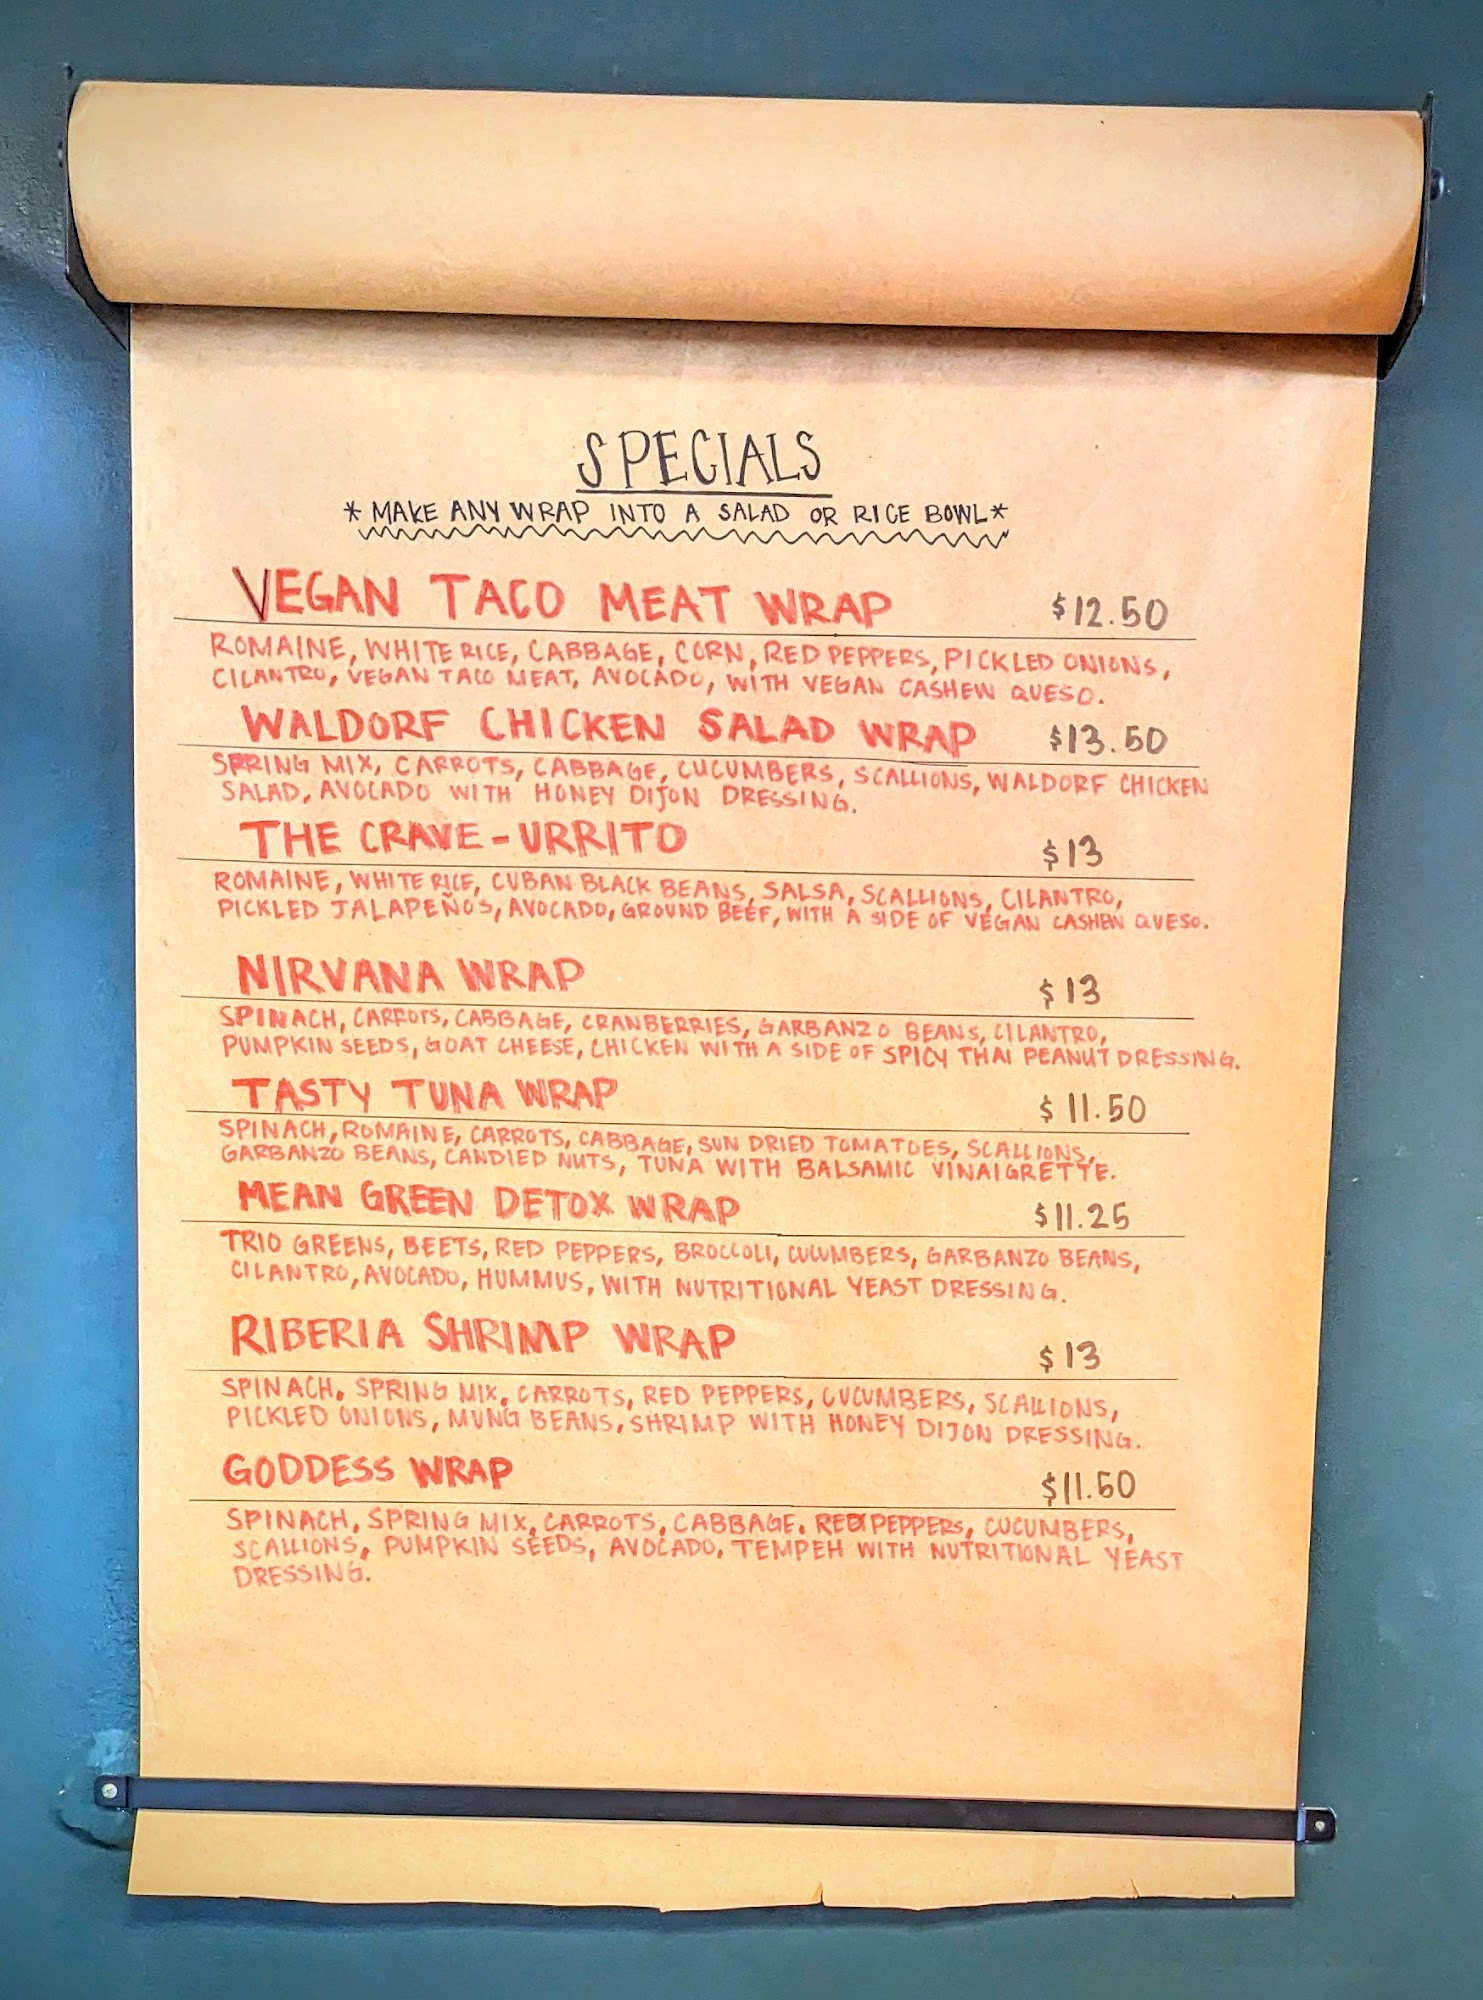 SPECIALS
*MAKE ANY WRAP INTO A SALAD OR RICE BOWL*
VEGAN TACO MEAT WRAP $12.50
ROMAINE, WHITE RICE, CABBAGE, CORN, RED PEPPERS, PICKLED ONIONS,
CILANTRO, VEGAN TACO MEAT, AVOCADO, WITH VEGAN CASHEW QUESO.
WALDORF CHICKEN SALAD WRAP $13.50
SPRING MIX, CARROTS, CABBAGE, CUCUMBERS, SCALLIONS, WALDORF CHICKEN
SALAD, AVOCADO WITH HONEY DIJON DRESSING.
THE CRAVE-URRITO $13
ROMAINE, WHITE RICE, CUBAN BLACK BEANS, SALSA, SCALLIONS, CILANTRO,
PICKLED JALAPEÑOS, AVOCADO, GROUND BEEF, WITH A SIDE OF VEGAN CASHEW QUESO.
NIRVANA WRAP $13
SPINACH, CARROTS, CABBAGE, CRANBERRIES, GARBANZO BEANS, CILANTRO,
PUMPKIN SEEDS, GOAT CHEESE, CHICKEN WITH A SIDE OF SPICY THAI PEANUT DRESSING.
TASTY TUNA WRAP $11.50
SPINACH, ROMAINE, CARROTS, CABBAGE, SUN DRIED TOMATOES, SCALLIONS,
GARBANZO BEANS, CANDIED NUTS, TUNA WITH BALSAMIC VINAIGRETTE.
MEAN GREEN DETOX WRAP $11.25
TRIO GREENS, BEETS, RED PEPPERS, BROCCOLI, CUCUMBERS, GARBANZO BEANS,
CILANTRO, AVOCADO, HUMMUS, WITH NUTRITIONAL YEAST DRESSING.
RIBERIA SHRIMP WRAP $13
SPINACH, SPRING MIX, CARROTS, RED PEPPERS, CUCUMBERS, SCALLIONS,
PICKLED ONIONS, MUNG BEANS, SHRIMP WITH HONEY DIJON DRESSING.
GODDESS WRAP $11.50
SPINACH, SPRING MIX, CARROTS, CABBAGE, RED PEPPERS, CUCUMBERS,
SCALLIONS, PUMPKIN SEEDS, AVOCADO, TEMPEH WITH NUTRITIONAL YEAST
DRESSING.